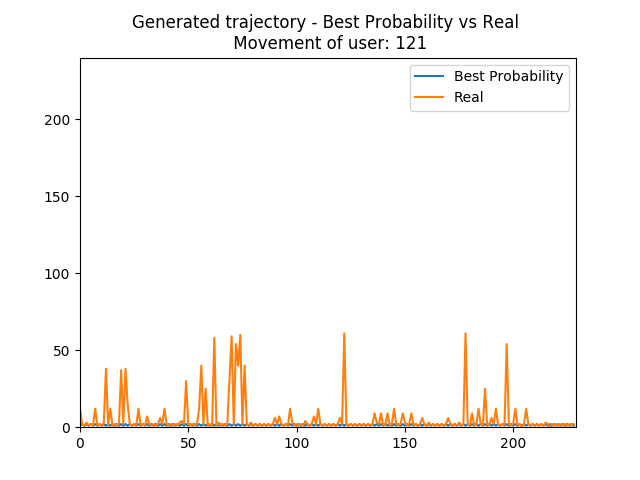 Generated trajectory - Best Probability vs Real
Movement of user: 121
Best Probability
Real
200
150
100
50
0
0 50 100 150 200